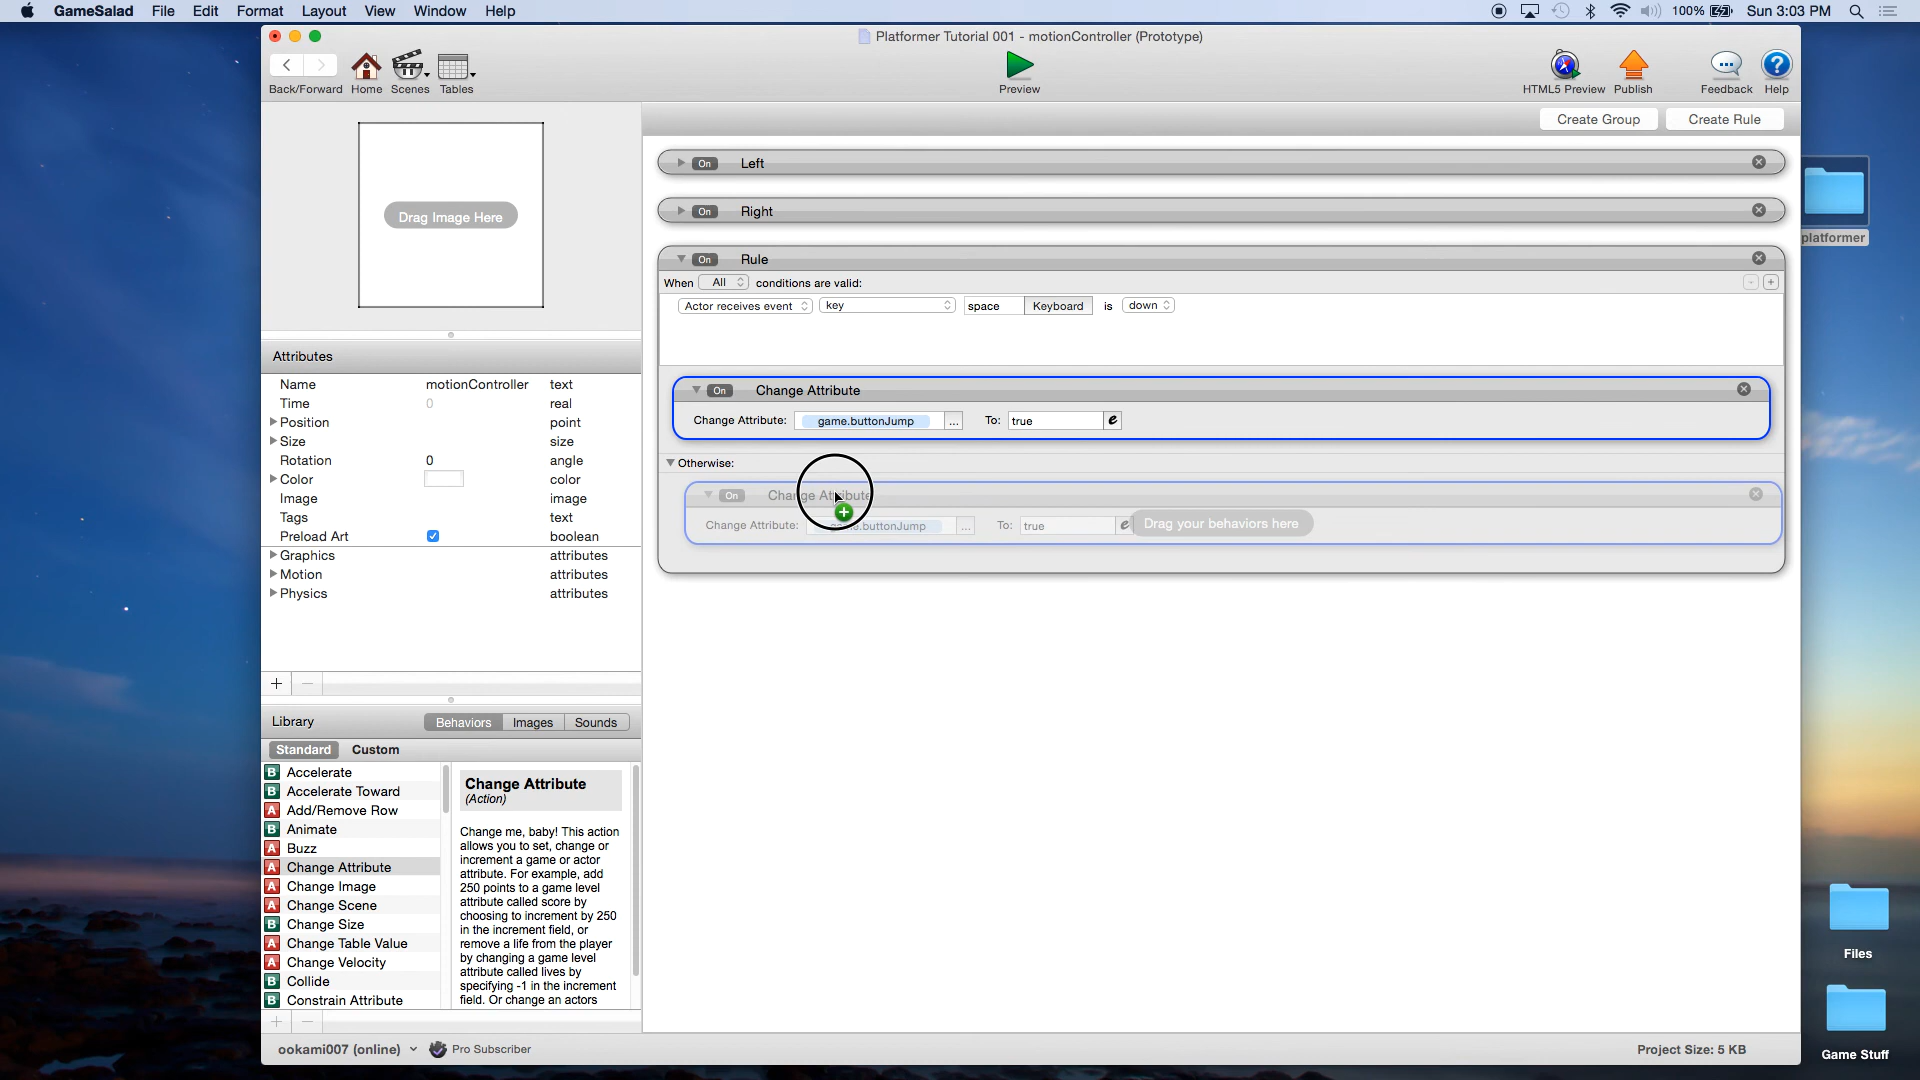 GameSalad File Edit Format Layout View Window Help 100% Sun 3:03 PM
Platformer Tutorial 001 - motionController (Prototype)
Back/Forward Home Scenes Tables Preview HTML5 Preview Publish Feedback Help
Create Group Create Rule
Drag Image Here
On Left
On Right
On Rule
When All conditions are valid:
Actor receives event key space Keyboard is down
On Change Attribute
Change Attribute: game.buttonJump ... To: true e
Otherwise:
On Change Attribute
Change Attribute: buttonJump ... To: true e Drag your behaviors here
Attributes
Name motionController text
Time 0 real
Position point
Size size
Rotation 0 angle
Color color
Image image
Tags text
Preload Art boolean
Graphics attributes
Motion attributes
Physics attributes
Library Behaviors Images Sounds
Standard Custom
B Accelerate
B Accelerate Toward
A Add/Remove Row
B Animate
A Buzz
A Change Attribute
A Change Image
A Change Scene
B Change Size
A Change Table Value
A Change Velocity
B Collide
B Constrain Attribute
Change Attribute
(Action)
Change me, baby! This action
allows you to set, change or
increment a game or actor
attribute. For example, add
250 points to a game level
attribute called score by
choosing to increment by 250
in the increment field, or
remove a life from the player
by changing a game level
attribute called lives by
specifying -1 in the increment
field. Or change an actors
ookami007 (online) Pro Subscriber Project Size: 5 KB
platformer
Files
Game Stuff